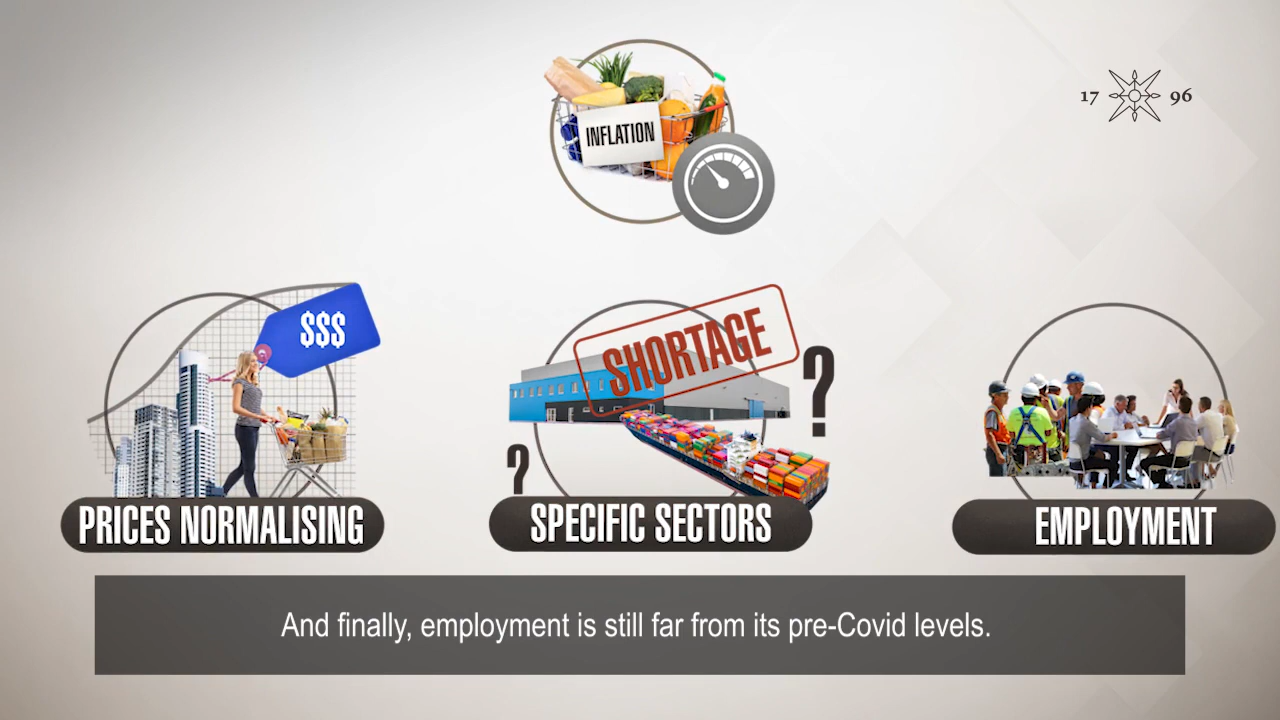 INFLATION
17 96
$$$
SHORTAGE
?
?
PRICES NORMALISING
SPECIFIC SECTORS
EMPLOYMENT
And finally, employment is still far from its pre-Covid levels.